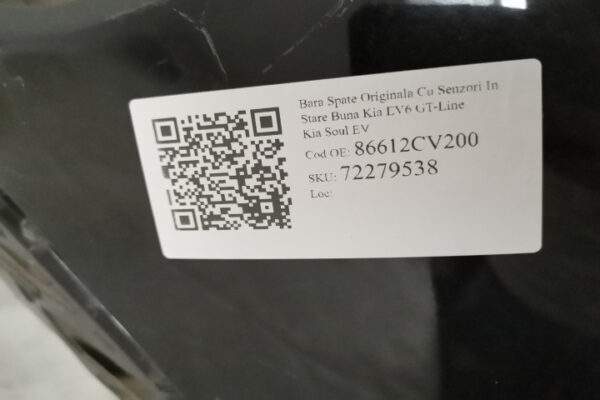 Bara Spate Originala Cu Senzori In
Stare Buna Kia EV6 GT-Line
Kia Soul EV
Cod OE: 86612CV200
SKU: 72279538
Loc: